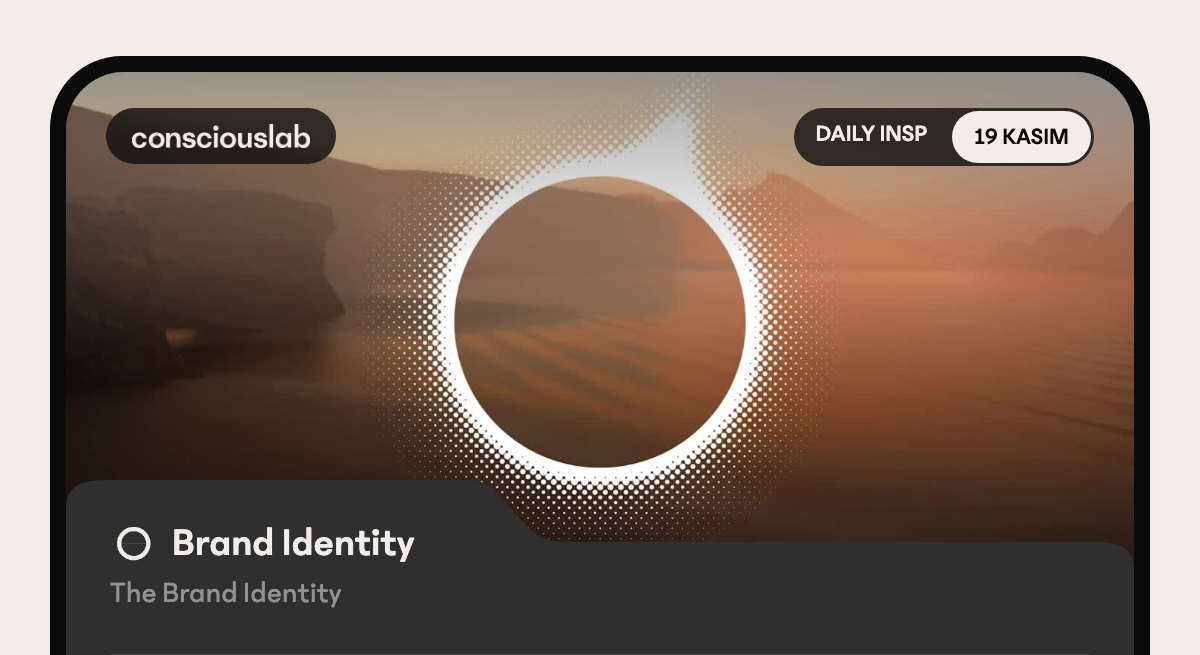 consciouslab
DAILY INSP
19 KASIM
Brand Identity
The Brand Identity